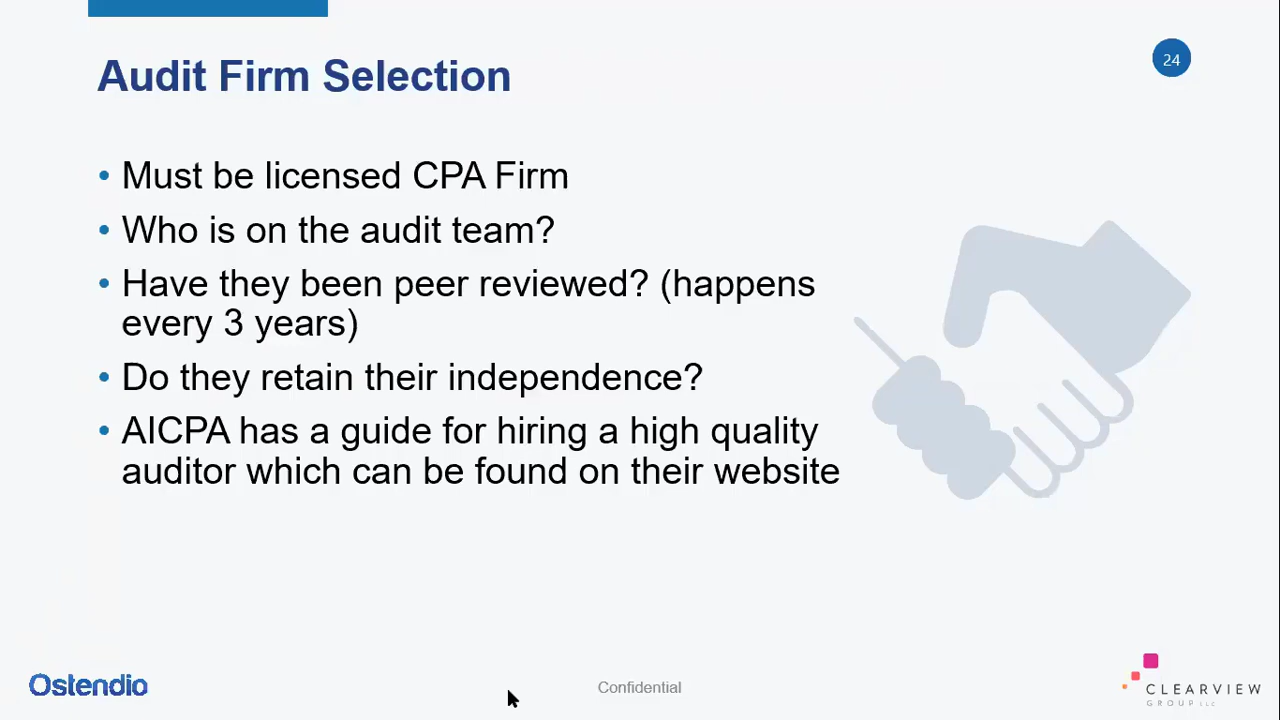 24
Audit Firm Selection
• Must be licensed CPA Firm
• Who is on the audit team?
• Have they been peer reviewed? (happens
every 3 years)
• Do they retain their independence?
• AICPA has a guide for hiring a high quality
auditor which can be found on their website
Ostendio
Confidential
CLEARVIEW
GROUP LLC